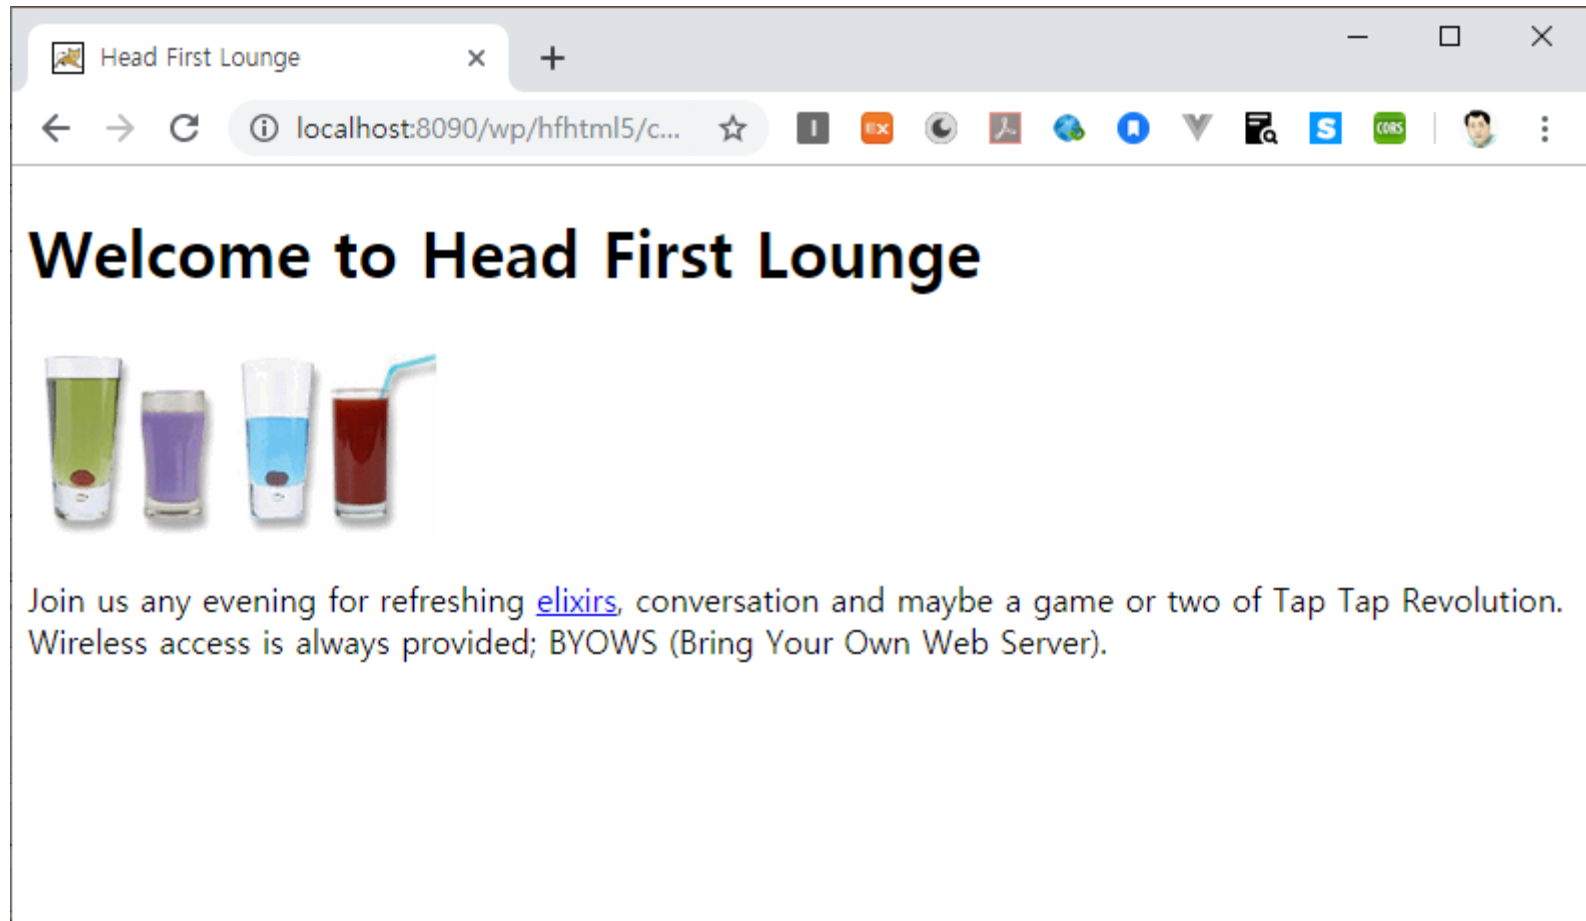 Head First Lounge
localhost:8090/wp/hfhtml5/c...
I
EX
S
CORS
Welcome to Head First Lounge
Join us any evening for refreshing elixirs, conversation and maybe a game or two of Tap Tap Revolution.
Wireless access is always provided; BYOWS (Bring Your Own Web Server).